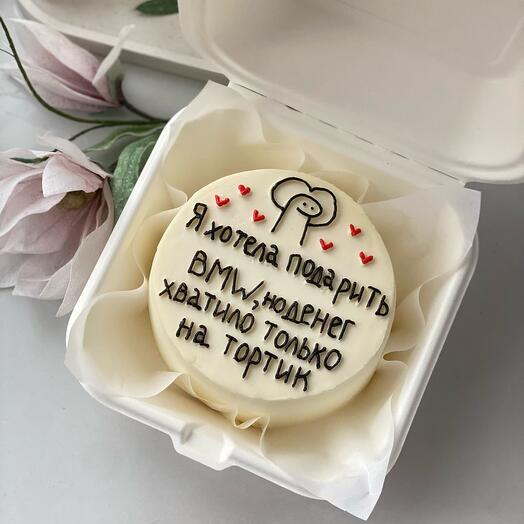 Я хотела подарить
BMW, но денег
хватило только
на тортик